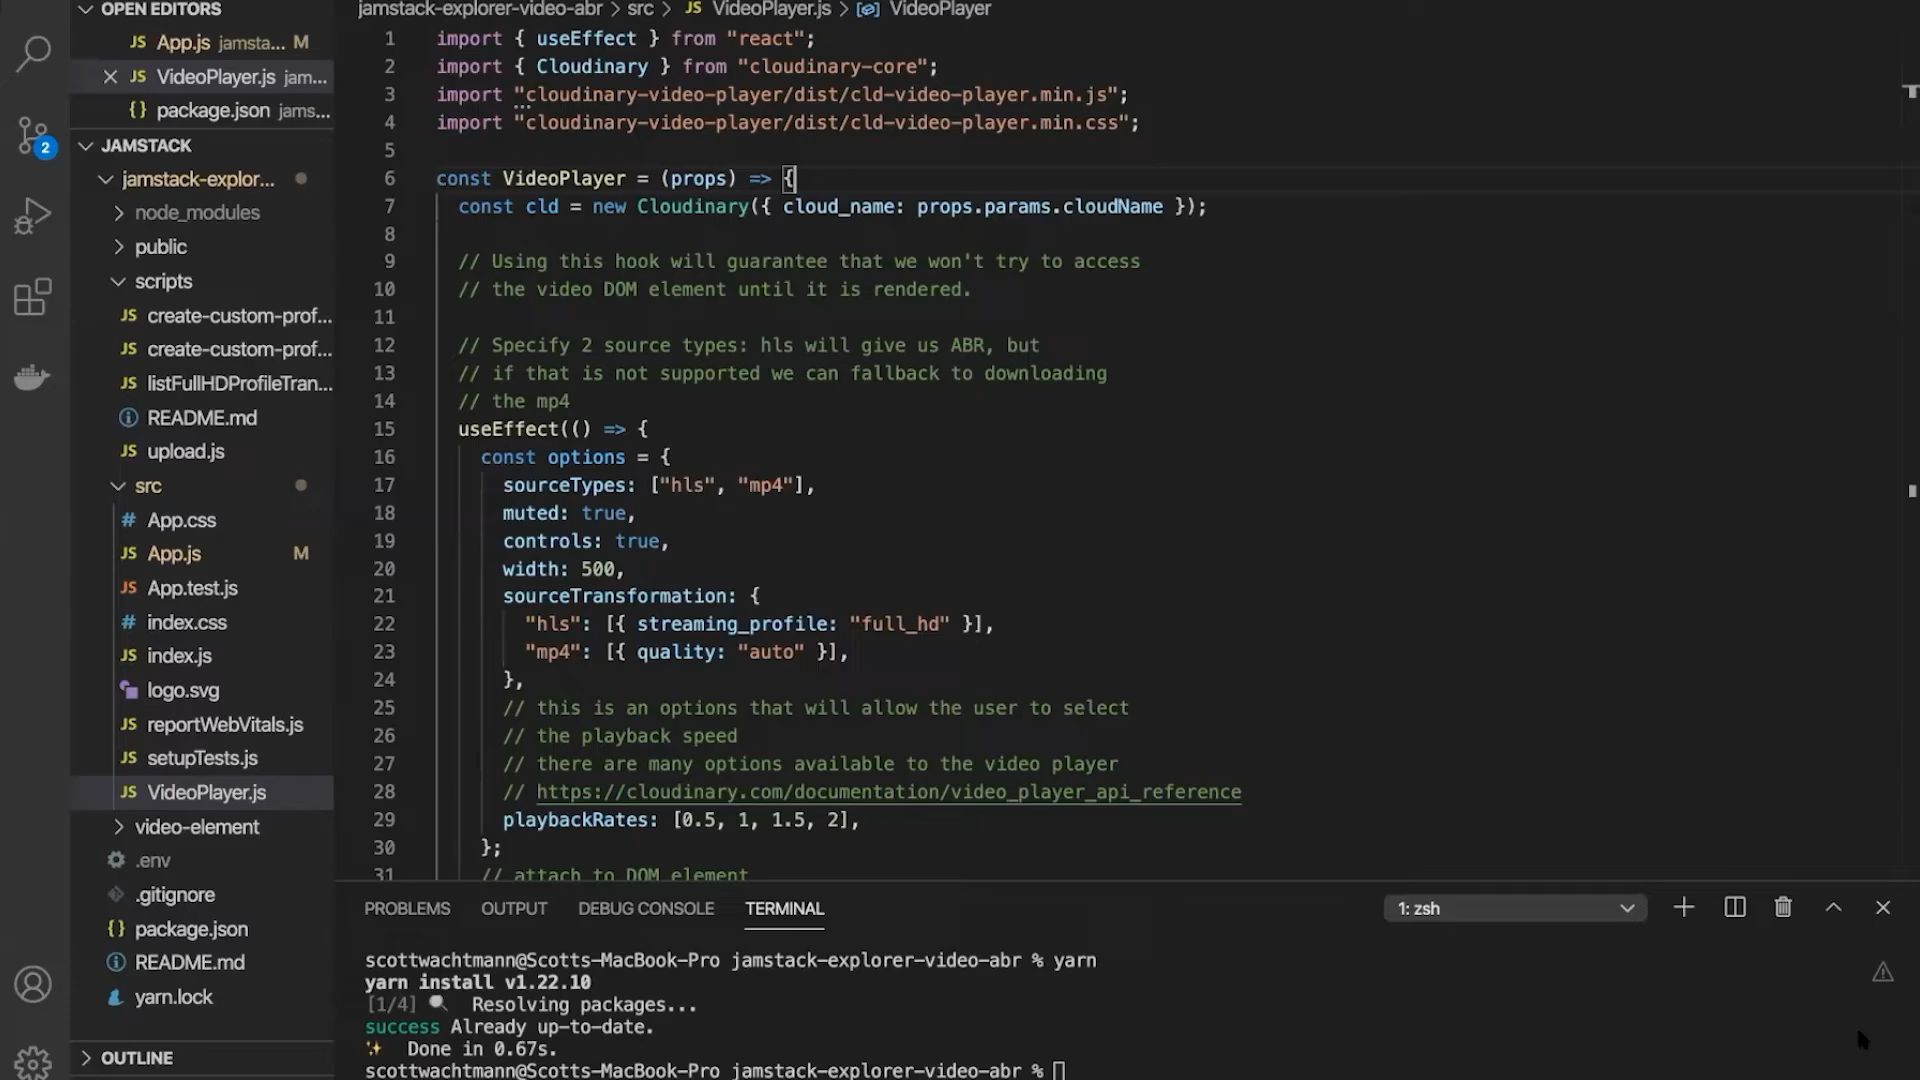 OPEN EDITORS
JS App.js jamsta... M
JS VideoPlayer.js jam...
{} package.json jams...
2
JAMSTACK
jamstack-explor...
node_modules
public
scripts
JS create-custom-prof...
JS create-custom-prof...
JS listFullHDProfileTran...
README.md
JS upload.js
src
# App.css
JS App.js M
JS App.test.js
# index.css
JS index.js
logo.svg
JS reportWebVitals.js
JS setupTests.js
JS VideoPlayer.js
video-element
.env
.gitignore
{} package.json
README.md
yarn.lock
OUTLINE
jamstack-explorer-video-abr > src > JS VideoPlayer.js > VideoPlayer
1 import { useEffect } from "react";
2 import { Cloudinary } from "cloudinary-core";
3 import "cloudinary-video-player/dist/cld-video-player.min.js";
4 import "cloudinary-video-player/dist/cld-video-player.min.css";
5
6 const VideoPlayer = (props) => {
7 const cld = new Cloudinary({ cloud_name: props.params.cloudName });
8
9 // Using this hook will guarantee that we won't try to access
10 // the video DOM element until it is rendered.
11
12 // Specify 2 source types: hls will give us ABR, but
13 // if that is not supported we can fallback to downloading
14 // the mp4
15 useEffect(() => {
16 const options = {
17 sourceTypes: ["hls", "mp4"],
18 muted: true,
19 controls: true,
20 width: 500,
21 sourceTransformation: {
22 "hls": [{ streaming_profile: "full_hd" }],
23 "mp4": [{ quality: "auto" }],
24 },
25 // this is an options that will allow the user to select
26 // the playback speed
27 // there are many options available to the video player
28 // https://cloudinary.com/documentation/video_player_api_reference
29 playbackRates: [0.5, 1, 1.5, 2],
30 };
31 // attach to DOM element
PROBLEMS OUTPUT DEBUG CONSOLE TERMINAL 1: zsh
scottwachtmann@Scotts-MacBook-Pro jamstack-explorer-video-abr % yarn
yarn install v1.22.10
[1/4] 🔍 Resolving packages...
success Already up-to-date.
✨ Done in 0.67s.
scottwachtmann@Scotts-MacBook-Pro jamstack-explorer-video-abr %